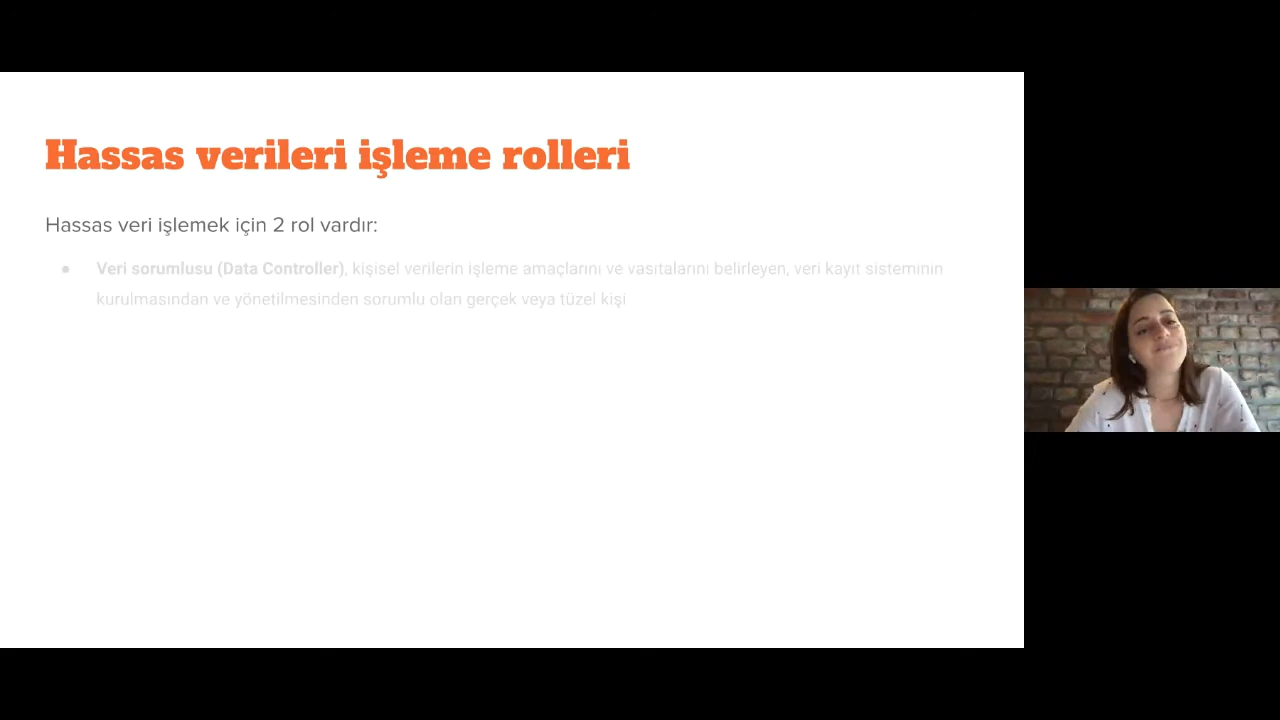 Hassas verileri işleme rolleri
Hassas veri işlemek için 2 rol vardır:
● Veri sorumlusu (Data Controller), kişisel verilerin işleme amaçlarını ve vasıtalarını belirleyen, veri kayıt sisteminin
kurulmasından ve yönetilmesinden sorumlu olan gerçek veya tüzel kişi